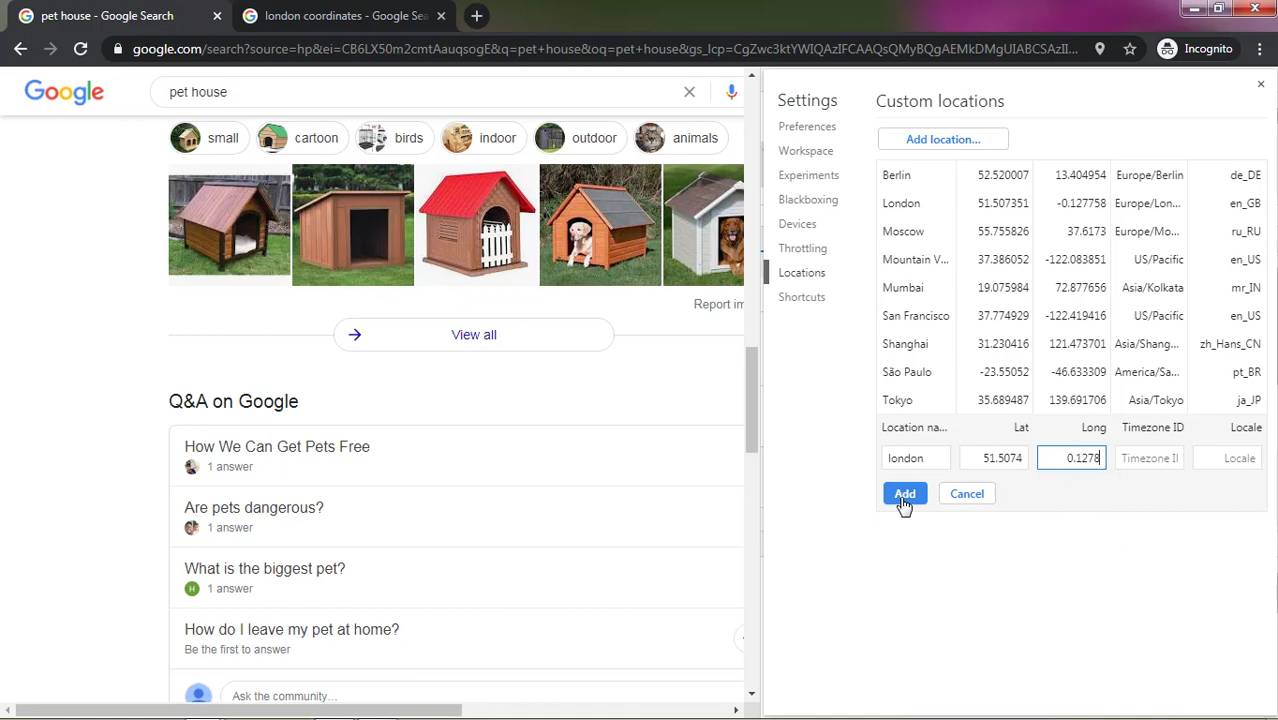 pet house - Google Search
london coordinates - Google Sea
google.com/search?source=hp&ei=CB6LX50m2cmtAauqsogE&q=pet+house&oq=pet+house&gs_lcp=CgZwc3ktYWIQAzIFCAAQsQMyBQgAEMkDMgUIABCSAzII...
Incognito
Google
pet house
small
cartoon
birds
indoor
outdoor
animals
Report im
View all
Q&A on Google
How We Can Get Pets Free
1 answer
Are pets dangerous?
1 answer
What is the biggest pet?
H
1 answer
How do I leave my pet at home?
Be the first to answer
Ask the community...
Settings
Preferences
Workspace
Experiments
Blackboxing
Devices
Throttling
Locations
Shortcuts
Custom locations
Add location...
Berlin 52.520007 13.404954 Europe/Berlin de_DE
London 51.507351 -0.127758 Europe/Lon... en_GB
Moscow 55.755826 37.6173 Europe/Mo... ru_RU
Mountain V... 37.386052 -122.083851 US/Pacific en_US
Mumbai 19.075984 72.877656 Asia/Kolkata mr_IN
San Francisco 37.774929 -122.419416 US/Pacific en_US
Shanghai 31.230416 121.473701 Asia/Shang... zh_Hans_CN
São Paulo -23.55052 -46.633309 America/Sa... pt_BR
Tokyo 35.689487 139.691706 Asia/Tokyo ja_JP
Location na... Lat Long Timezone ID Locale
london 51.5074 0.1278 Timezone II Locale
Add Cancel